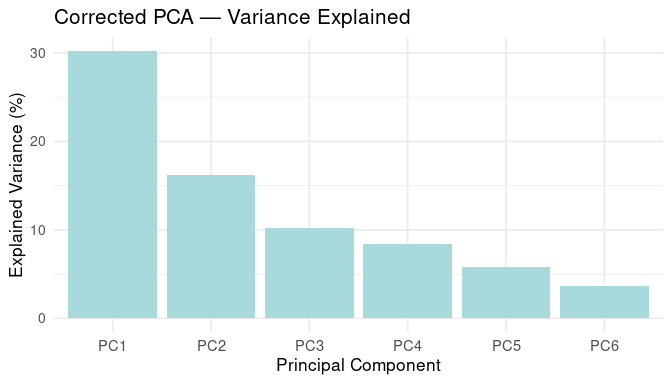 Corrected PCA — Variance Explained
Explained Variance (%)
30
20
10
0
PC1 PC2 PC3 PC4 PC5 PC6
Principal Component